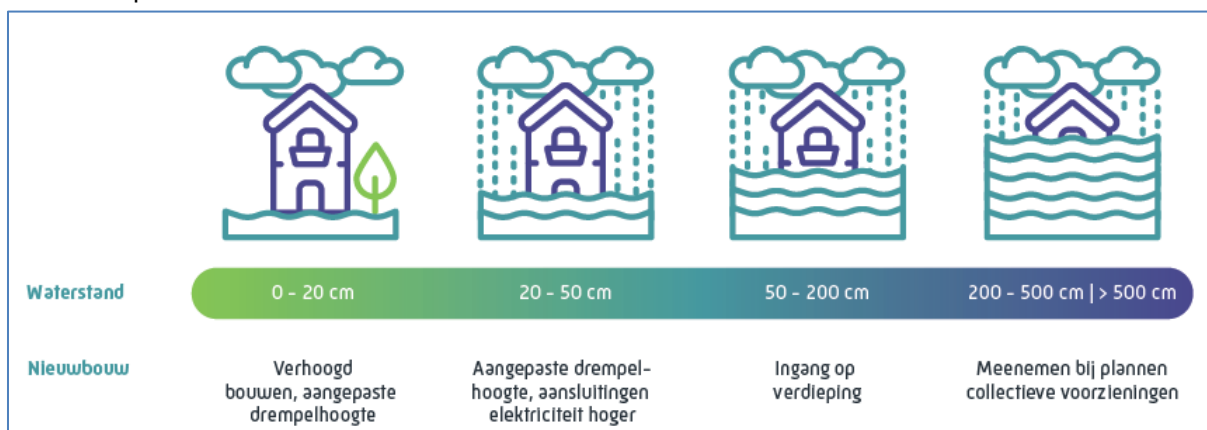 Waterstand
0 - 20 cm
20 - 50 cm
50 - 200 cm
200 - 500 cm | > 500 cm
Nieuwbouw
Verhoogd
bouwen, aangepaste
drempelhoogte
Aangepaste drempel-
hoogte, aansluitingen
elektriciteit hoger
Ingang op
verdieping
Meenemen bij plannen
collectieve voorzieningen